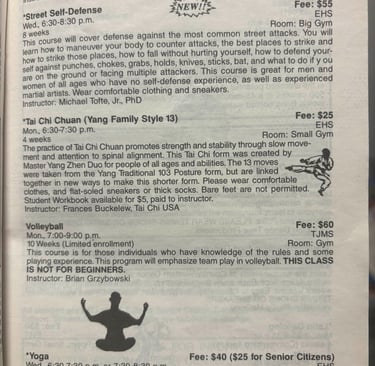 NEW!!
*Street Self-Defense Fee: $55
Wed., 6:30-8:30 p.m. EHS
8 weeks Room: Big Gym
This course will cover defense against the most common street attacks. You will
learn how to maneuver your body to counter attacks, the best places to strike and
how to strike those places, how to fall without hurting yourself, how to defend your-
self against punches, chokes, grabs, holds, knives, sticks, bat, and what to do if you
are on the ground or facing multiple attackers. This course is great for men and
women of all ages who have no self-defense experience, as well as experienced
martial artists. Wear comfortable clothing and sneakers.
Instructor: Michael Tofte, Jr., PhD
*Tai Chi Chuan (Yang Family Style 13) Fee: $25
Mon., 6:30-7:30 p.m. EHS
4 weeks Room: Small Gym
The practice of Tai Chi Chuan promotes strength and stability through slow move-
ment and attention to spinal alignment. This Tai Chi form was created by
Master Yang Zhen Duo for people of all ages and abilities. The 13 moves
were taken from the Yang Traditional 103 Posture form, but are linked
together in new ways to make this shorter form. Please wear comfortable
clothes, and flat-soled sneakers or thick socks. Bare feet are not permitted.
Student Workbook available for $5, paid to instructor.
Instructor: Frances Buckelew, Tai Chi USA
Volleyball Fee: $60
Mon., 7:00-9:00 p.m. TJMS
10 Weeks (Limited enrollment) Room: Gym
This course is for those individuals who have knowledge of the rules and some
playing experience. This program will emphasize team play in volleyball. THIS CLASS
IS NOT FOR BEGINNERS.
Instructor: Brian Grzybowski
*Yoga Fee: $40 ($25 for Senior Citizens)